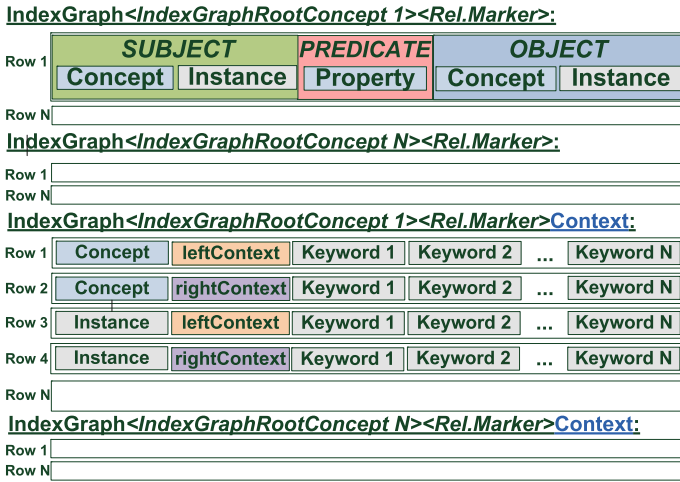 IndexGraph<IndexGraphRootConcept 1><Rel.Marker>:
SUBJECT PREDICATE OBJECT
Row 1 Concept Instance Property Concept Instance
Row N
IndexGraph<IndexGraphRootConcept N><Rel.Marker>:
Row 1
Row N
IndexGraph<IndexGraphRootConcept 1><Rel.Marker>Context:
Row 1 Concept leftContext Keyword 1 Keyword 2 ... Keyword N
Row 2 Concept rightContext Keyword 1 Keyword 2 ... Keyword N
Row 3 Instance leftContext Keyword 1 Keyword 2 ... Keyword N
Row 4 Instance rightContext Keyword 1 Keyword 2 ... Keyword N
Row N
IndexGraph<IndexGraphRootConcept N><Rel.Marker>Context:
Row 1
Row N